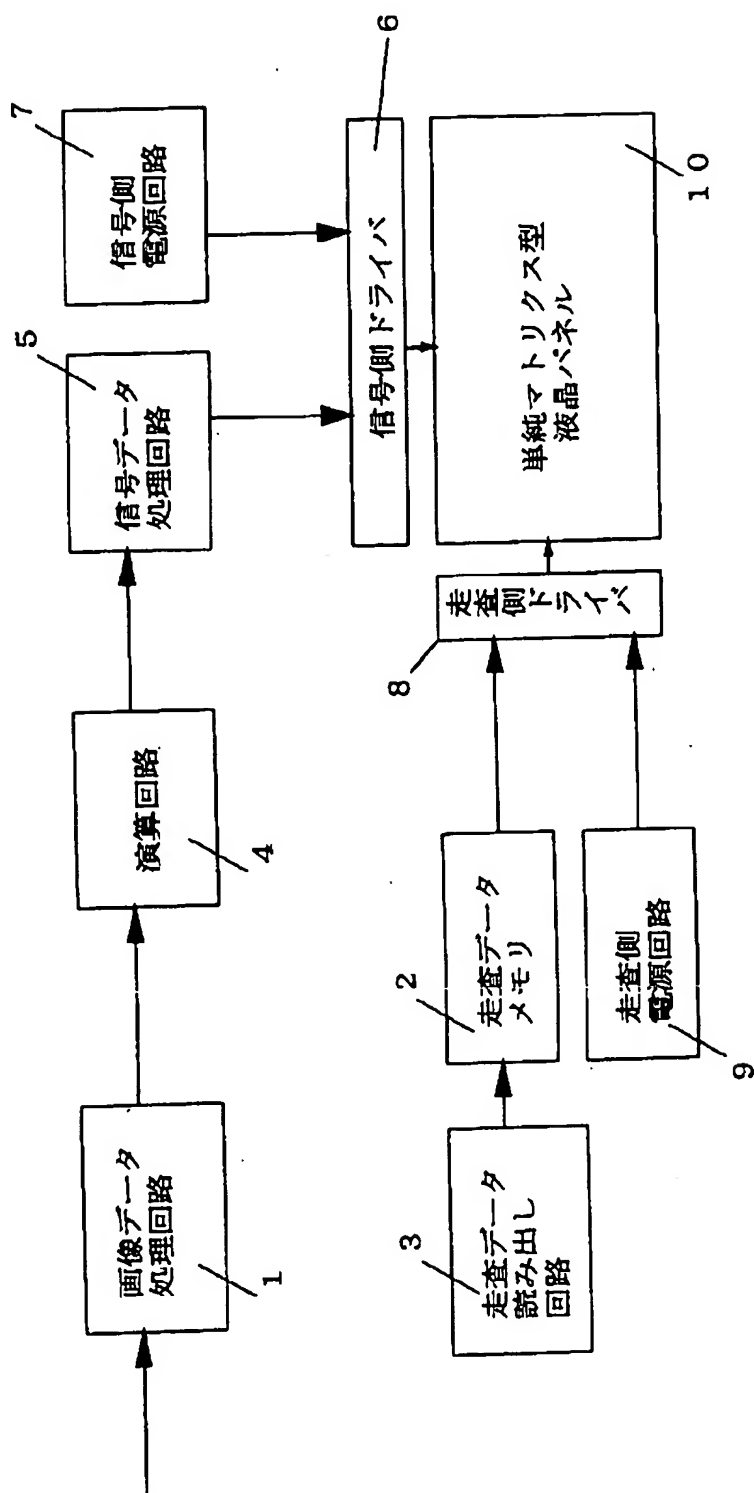 画像データ
処理回路
1
演算回路
4
信号データ
処理回路
5
信号側
電源回路
7
信号側ドライバ
6
単純マトリクス型
液晶パネル
10
走査側ドライバ
8
走査データ
メモリ
2
走査データ
読み出し
回路
3
走査側
電源回路
9